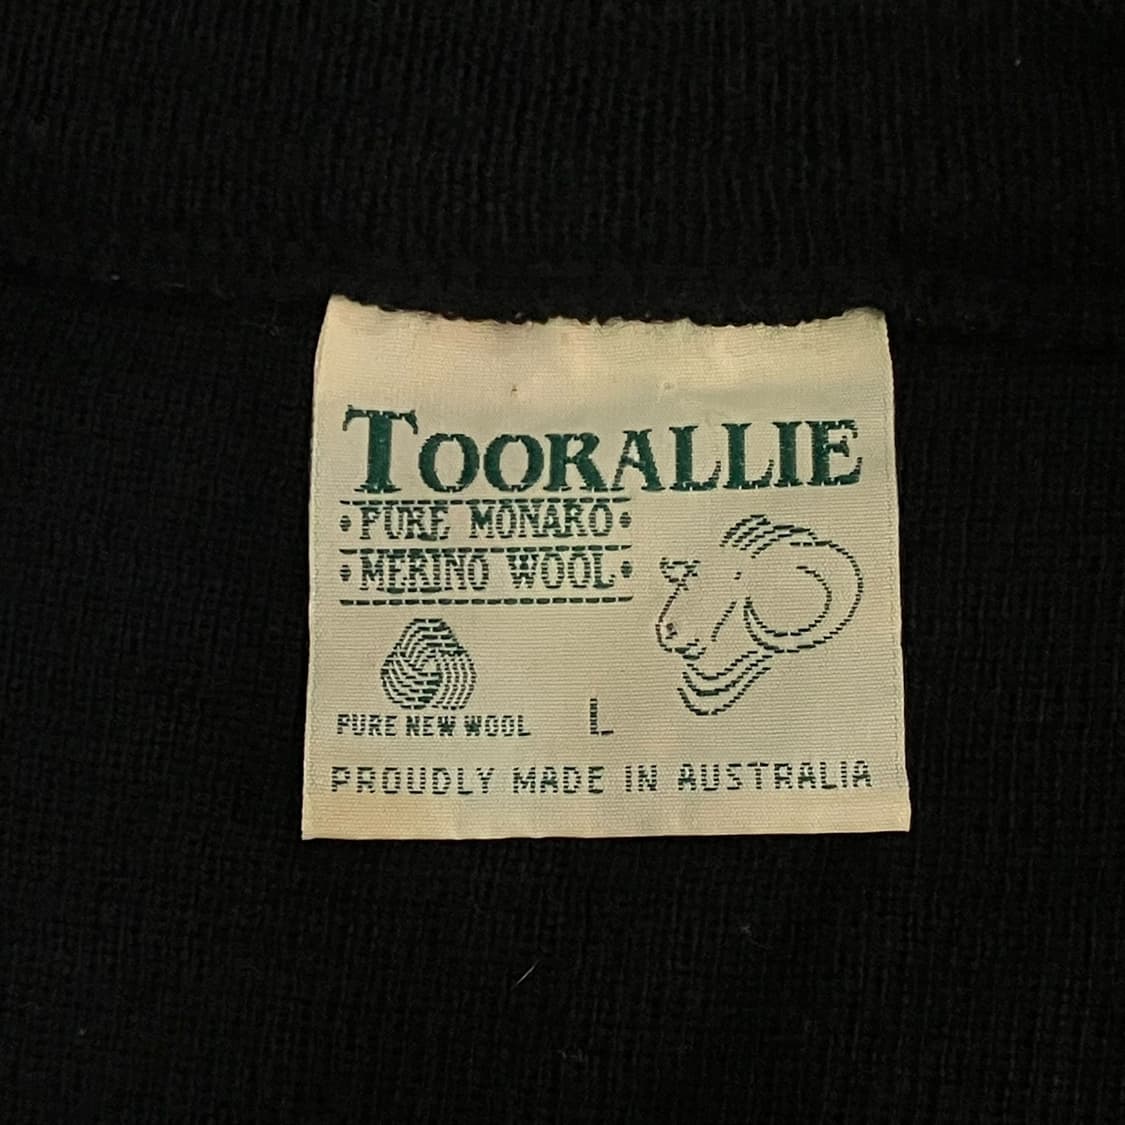 TOORALLIE
• PURE MONARO •
• MERINO WOOL •
PURE NEW WOOL
L
PROUDLY MADE IN AUSTRALIA